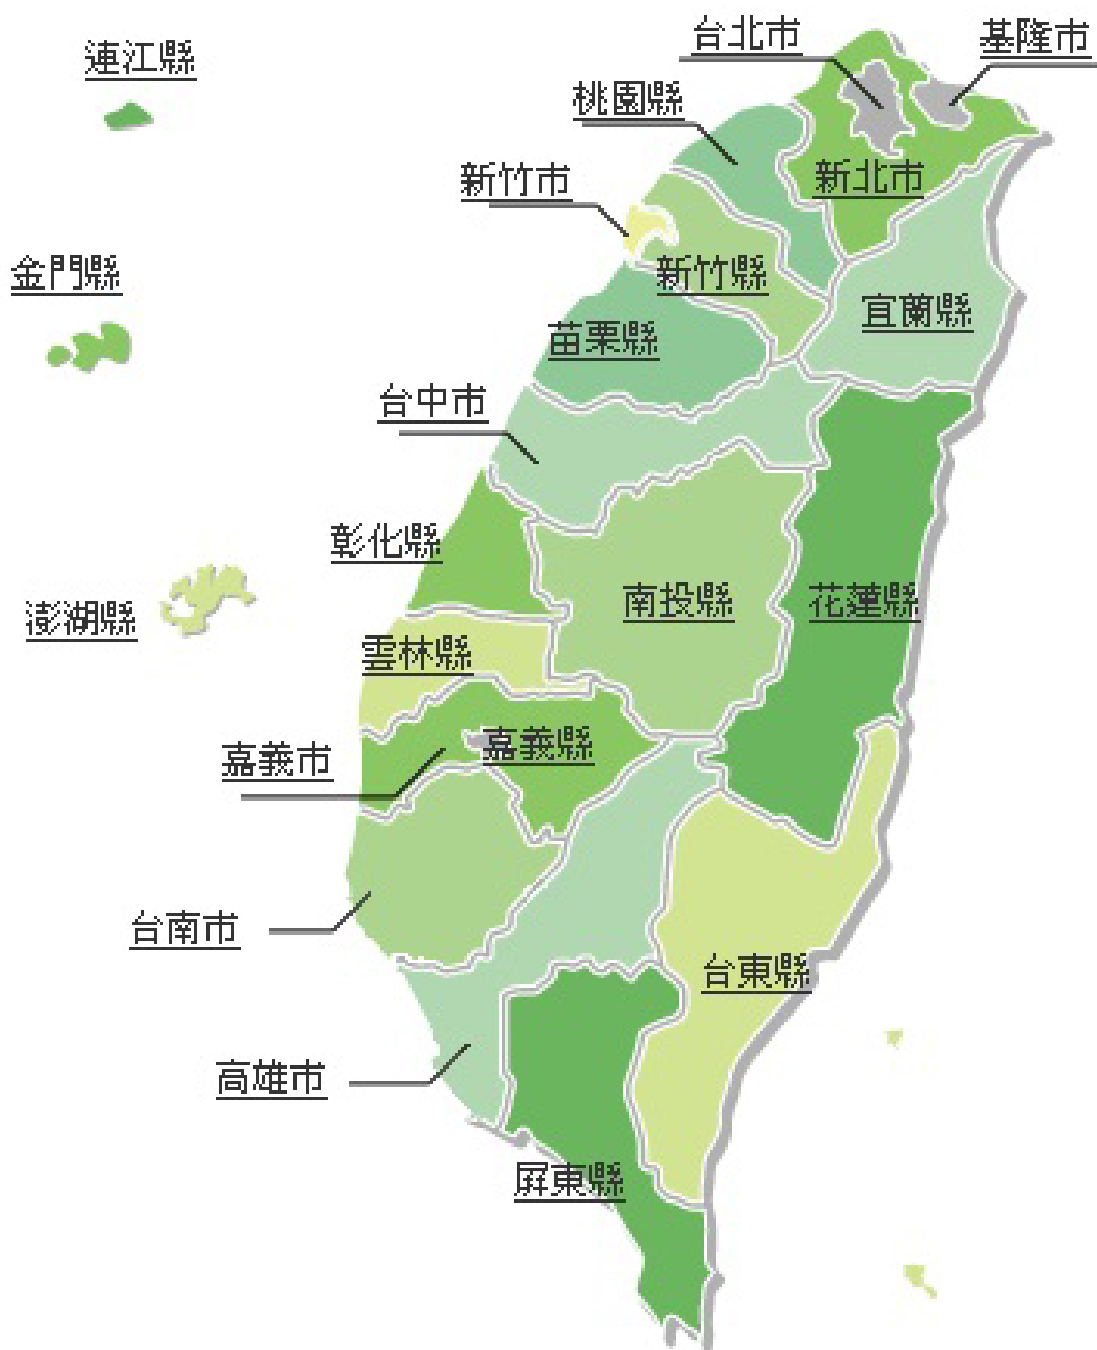 台北市
基隆市
連江縣
桃園縣
新北市
新竹市
金門縣
新竹縣
宜蘭縣
苗栗縣
台中市
彰化縣
南投縣
花蓮縣
澎湖縣
雲林縣
嘉義縣
嘉義市
台南市
台東縣
高雄市
屏東縣